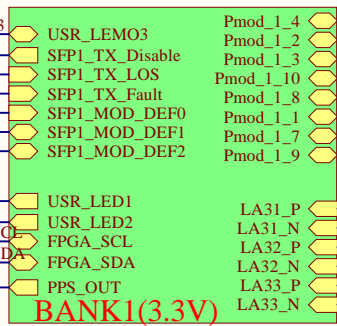 USR_LEMO3
SFP1_TX_Disable
SFP1_TX_LOS
SFP1_TX_Fault
SFP1_MOD_DEF0
SFP1_MOD_DEF1
SFP1_MOD_DEF2
USR_LED1
USR_LED2
FPGA_SCL
FPGA_SDA
PPS_OUT
Pmod_1_4
Pmod_1_2
Pmod_1_3
Pmod_1_10
Pmod_1_8
Pmod_1_1
Pmod_1_7
Pmod_1_9
LA31_P
LA31_N
LA32_P
LA32_N
LA33_P
LA33_N
BANK1(3.3V)